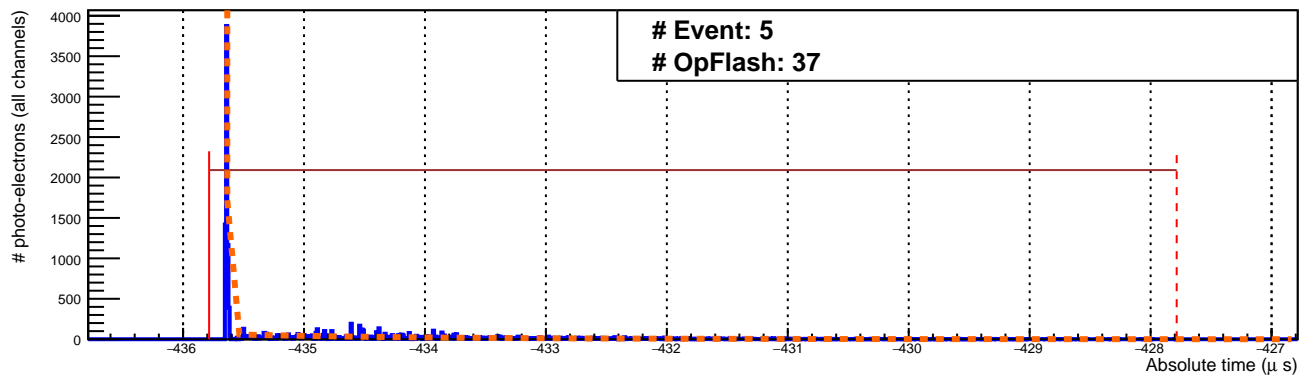 # Event: 5
# OpFlash: 37
# photo-electrons (all channels)
4000
3500
3000
2500
2000
1500
1000
500
0
−436 −435 −434 −433 −432 −431 −430 −429 −428 −427
Absolute time (μ s)